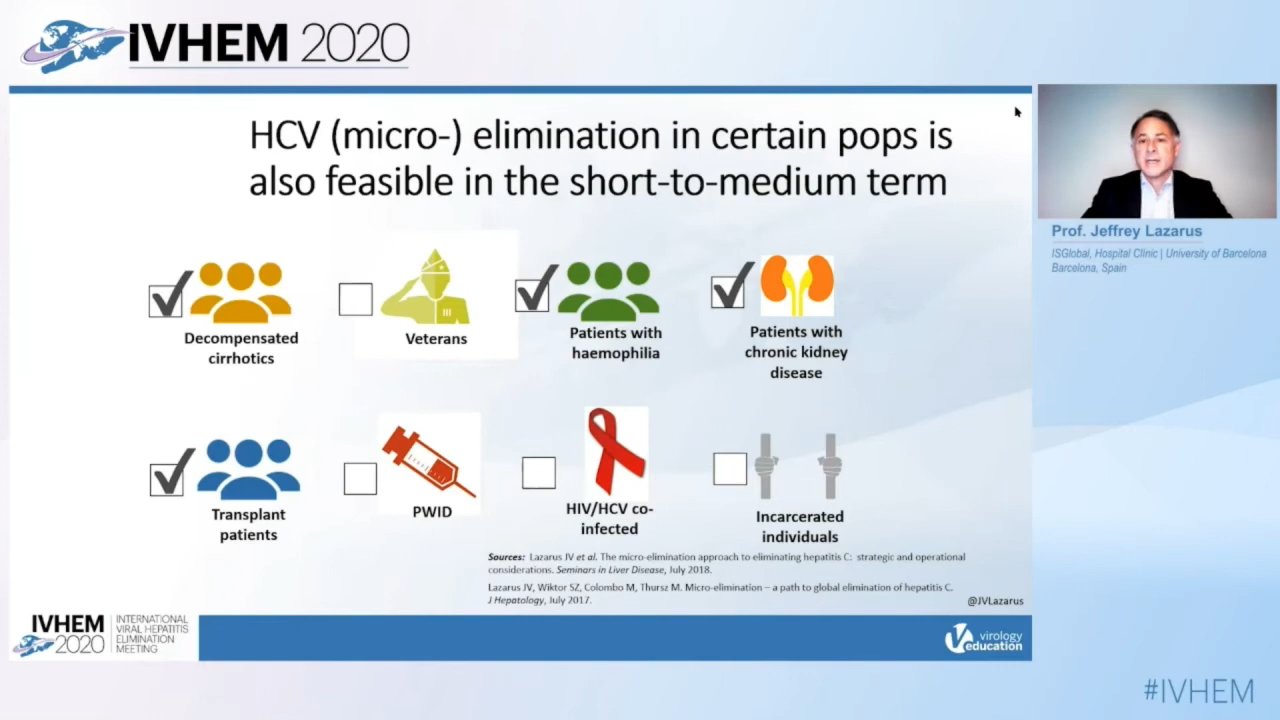 IVHEM 2020
HCV (micro-) elimination in certain pops is
also feasible in the short-to-medium term
Decompensated
cirrhotics
Veterans
Patients with
haemophilia
Patients with
chronic kidney
disease
Transplant
patients
PWID
HIV/HCV co-
infected
Incarcerated
individuals
Sources: Lazarus JV et al. The micro-elimination approach to eliminating hepatitis C: strategic and operational
considerations. Seminars in Liver Disease, July 2018.
Lazarus JV, Wiktor SZ, Colombo M, Thursz M. Micro-elimination – a path to global elimination of hepatitis C.
J Hepatology, July 2017.
@JVLazarus
IVHEM
2020
INTERNATIONAL
VIRAL HEPATITIS
ELIMINATION
MEETING
virology
education
Prof. Jeffrey Lazarus
ISGlobal, Hospital Clinic | University of Barcelona
Barcelona, Spain
#IVHEM